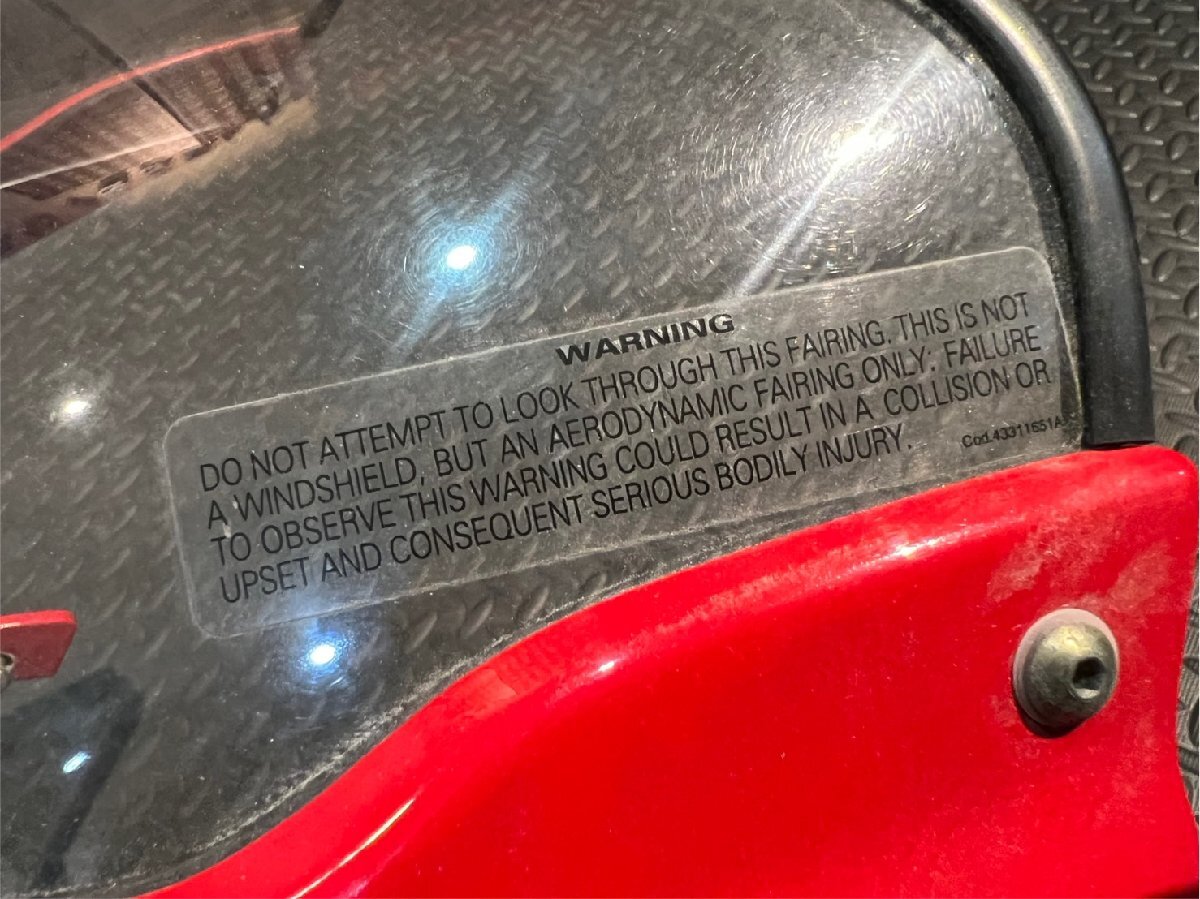 WARNING
DO NOT ATTEMPT TO LOOK THROUGH THIS FAIRING. THIS IS NOT
A WINDSHIELD, BUT AN AERODYNAMIC FAIRING ONLY: FAILURE
TO OBSERVE THIS WARNING COULD RESULT IN A COLLISION OR
UPSET AND CONSEQUENT SERIOUS BODILY INJURY.
Cod.43311651A